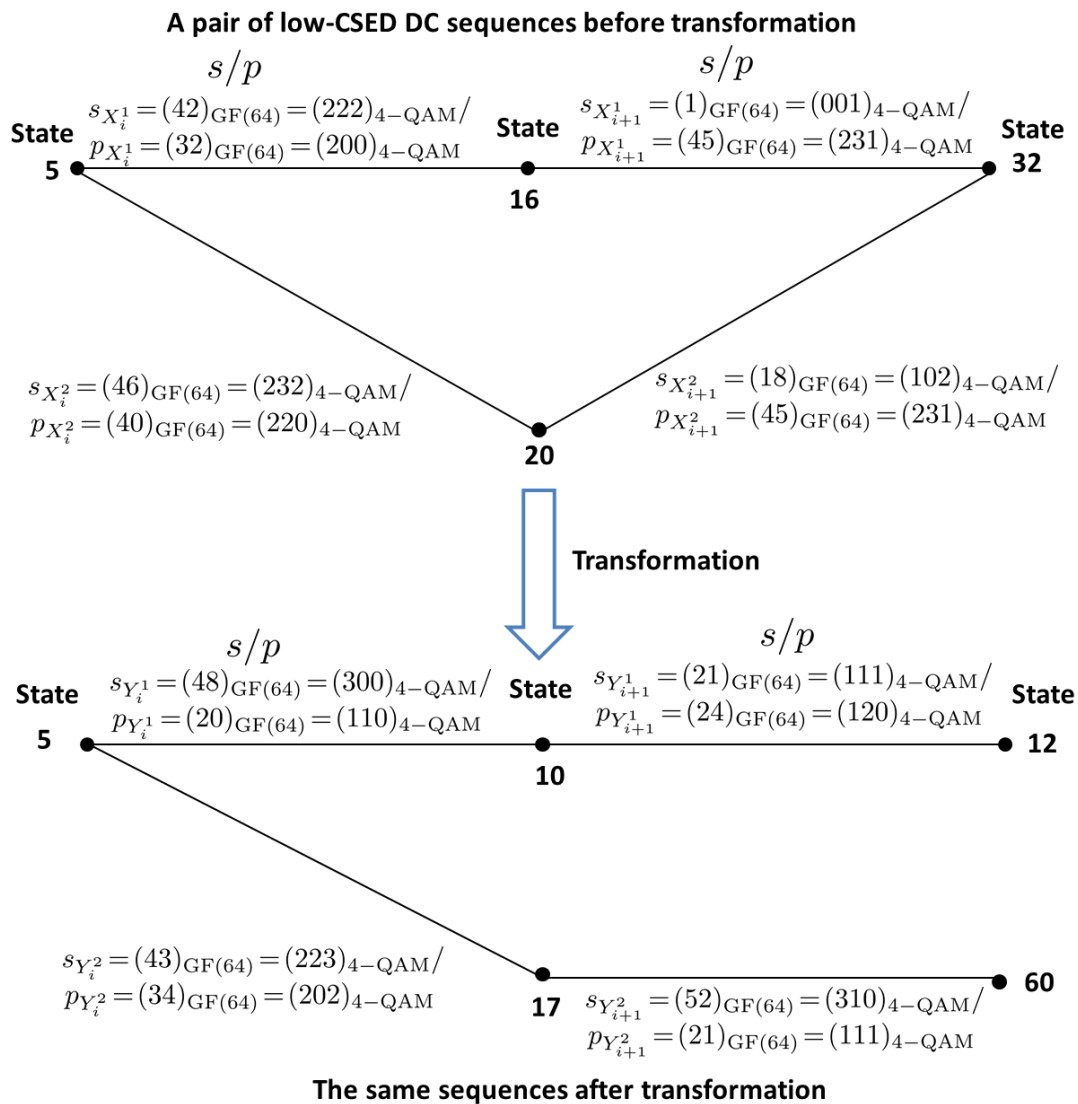 A pair of low-CSED DC sequences before transformation
s/p
s/p
s_{X_i^1}=(42)_{GF(64)}=(222)_{4−QAM}/
s_{X_{i+1}^1}=(1)_{GF(64)}=(001)_{4−QAM}/
State
State
State
p_{X_i^1}=(32)_{GF(64)}=(200)_{4−QAM}
p_{X_{i+1}^1}=(45)_{GF(64)}=(231)_{4−QAM}
5
16
32
s_{X_i^2}=(46)_{GF(64)}=(232)_{4−QAM}/
p_{X_i^2}=(40)_{GF(64)}=(220)_{4−QAM}
s_{X_{i+1}^2}=(18)_{GF(64)}=(102)_{4−QAM}/
p_{X_{i+1}^2}=(45)_{GF(64)}=(231)_{4−QAM}
20
Transformation
s/p
s/p
State
s_{Y_i^1}=(48)_{GF(64)}=(300)_{4−QAM}/
p_{Y_i^1}=(20)_{GF(64)}=(110)_{4−QAM}
State
s_{Y_{i+1}^1}=(21)_{GF(64)}=(111)_{4−QAM}/
p_{Y_{i+1}^1}=(24)_{GF(64)}=(120)_{4−QAM}
State
5
10
12
s_{Y_i^2}=(43)_{GF(64)}=(223)_{4−QAM}/
p_{Y_i^2}=(34)_{GF(64)}=(202)_{4−QAM}
17
s_{Y_{i+1}^2}=(52)_{GF(64)}=(310)_{4−QAM}/
p_{Y_{i+1}^2}=(21)_{GF(64)}=(111)_{4−QAM}
60
The same sequences after transformation